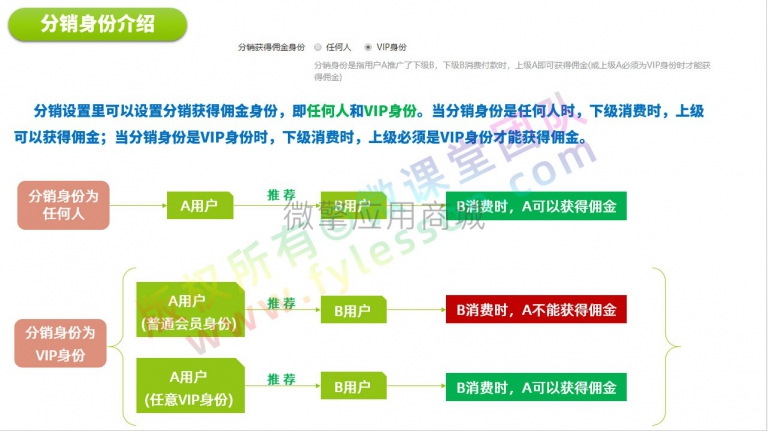 分销身份介绍
分销获得佣金身份 任何人 VIP身份
分销身份是指用户A推广了下级B，下级B消费付款时，上级A即可获得佣金(或上级A必须为VIP身份时才能获
得佣金)
分销设置里可以设置分销获得佣金身份，即任何人和VIP身份。当分销身份是任何人时，下级消费时，上级
可以获得佣金；当分销身份是VIP身份时，下级消费时，上级必须是VIP身份才能获得佣金。
分销身份为
任何人
A用户
推 荐
B用户
B消费时，A可以获得佣金
微擎应用商城
A用户
(普通会员身份)
推 荐
B用户
B消费时，A不能获得佣金
分销身份为
VIP身份
A用户
(任意VIP身份)
推 荐
B用户
B消费时，A可以获得佣金